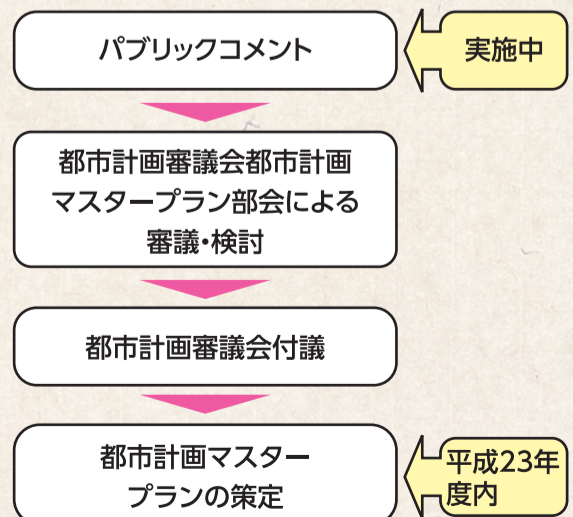 パブリックコメント
実施中
都市計画審議会都市計画
マスタープラン部会による
審議・検討
都市計画審議会付議
都市計画マスター
プランの策定
平成23年
度内